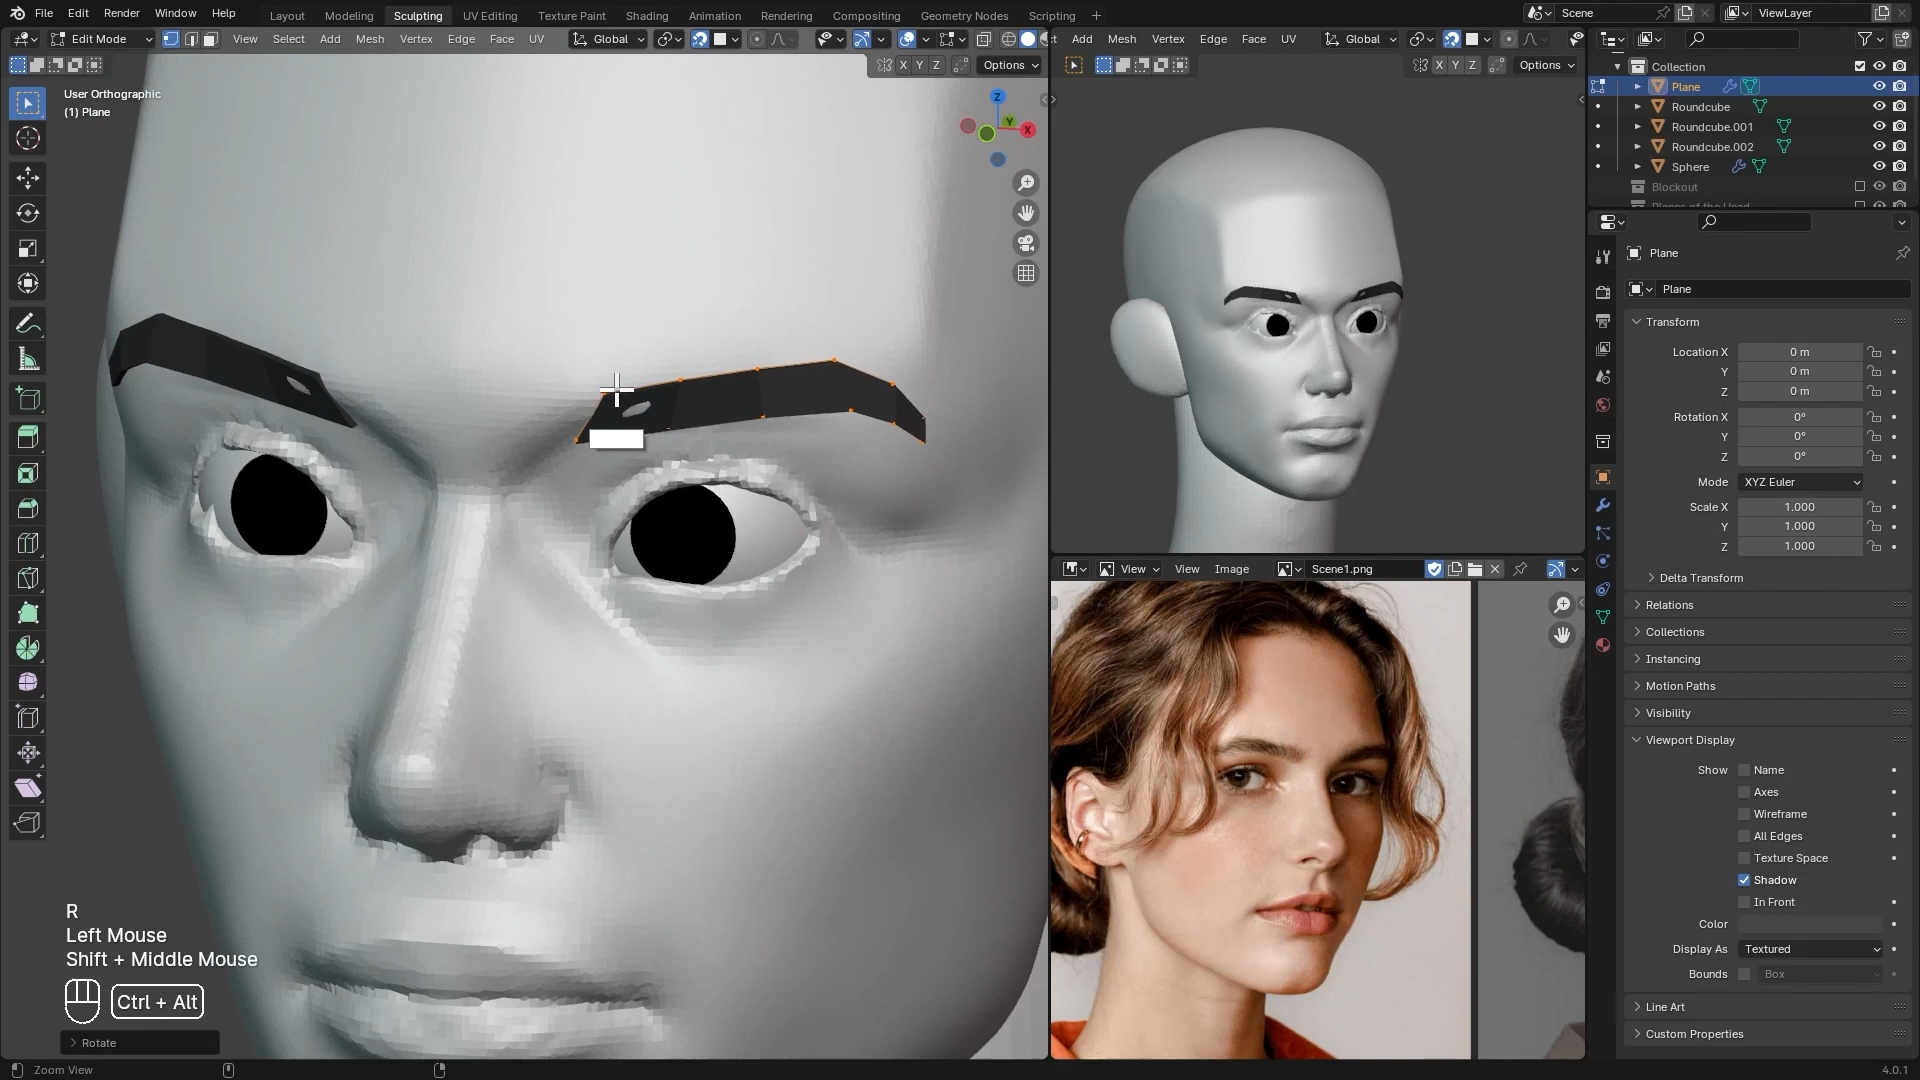 File Edit Render Window Help Layout Modeling Sculpting UV Editing Texture Paint Shading Animation Rendering Compositing Geometry Nodes Scripting + Scene ViewLayer
Edit Mode View Select Add Mesh Vertex Edge Face UV Global
Add Mesh Vertex Edge Face UV Global
X Y Z Options
X Y Z Options
User Orthographic
(1) Plane
Z
Y
X
Collection
Plane
Roundcube
Roundcube.001
Roundcube.002
Sphere
Blockout
Planes of the Head
Plane
Plane
Transform
Location X 0 m
Y 0 m
Z 0 m
Rotation X 0°
Y 0°
Z 0°
Mode XYZ Euler
Scale X 1.000
Y 1.000
Z 1.000
Delta Transform
Relations
Collections
Instancing
Motion Paths
Visibility
Viewport Display
Show Name
Axes
Wireframe
All Edges
Texture Space
Shadow
In Front
Color
Display As Textured
Bounds Box
Line Art
Custom Properties
View View Image Scene1.png
R
Left Mouse
Shift + Middle Mouse
Ctrl + Alt
Rotate
Zoom View
4.0.1